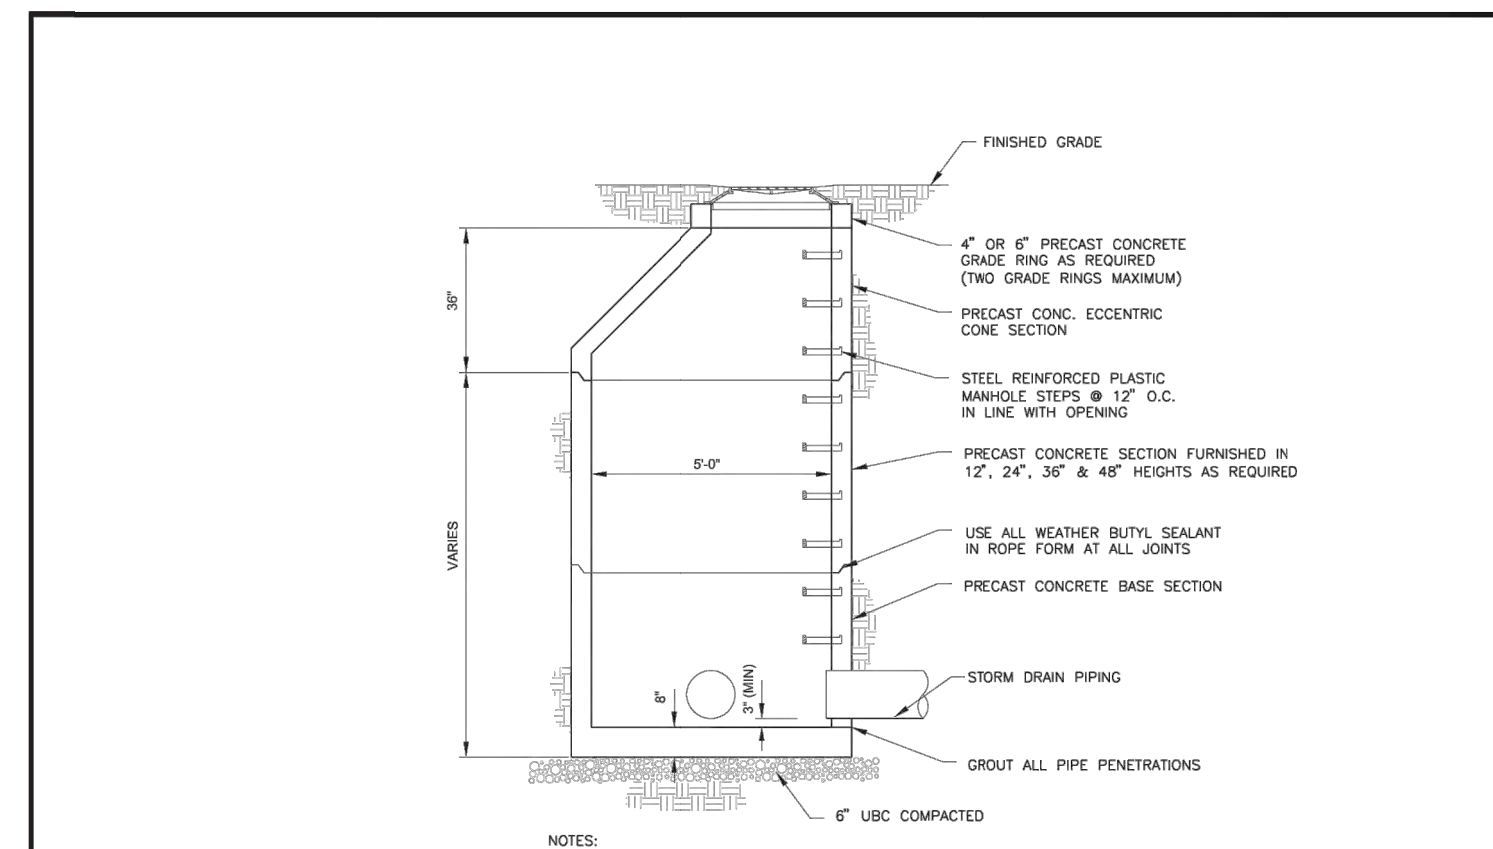 FINISHED GRADE
4" OR 6" PRECAST CONCRETE
GRADE RING AS REQUIRED
(TWO GRADE RINGS MAXIMUM)
36"
PRECAST CONC. ECCENTRIC
CONE SECTION
STEEL REINFORCED PLASTIC
MANHOLE STEPS @ 12" O.C.
IN LINE WITH OPENING
5'-0"
PRECAST CONCRETE SECTION FURNISHED IN
12", 24", 36" & 48" HEIGHTS AS REQUIRED
VARIES
USE ALL WEATHER BUTYL SEALANT
IN ROPE FORM AT ALL JOINTS
PRECAST CONCRETE BASE SECTION
8"
3" (MIN)
STORM DRAIN PIPING
GROUT ALL PIPE PENETRATIONS
6" UBC COMPACTED
NOTES: